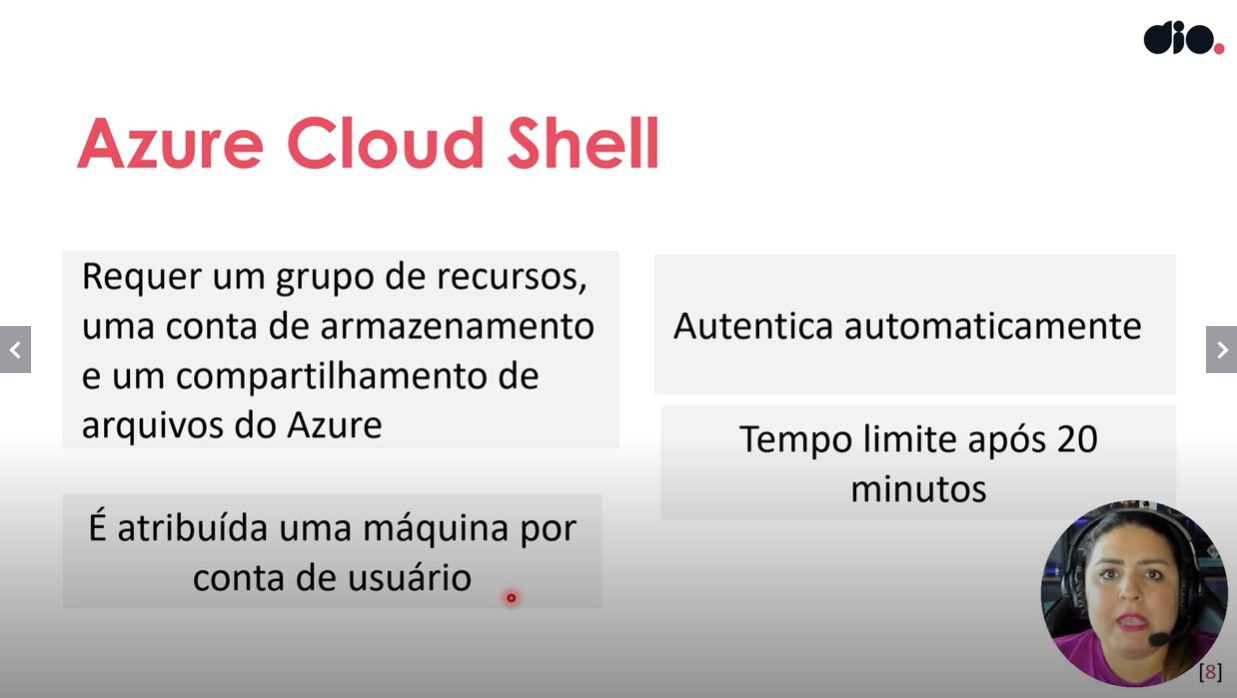 dio.
Azure Cloud Shell
Requer um grupo de recursos,
uma conta de armazenamento
e um compartilhamento de
arquivos do Azure
Autentica automaticamente
Tempo limite após 20
minutos
É atribuída uma máquina por
conta de usuário
[8]